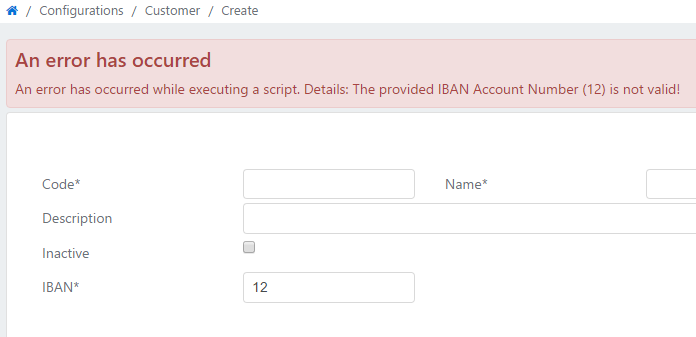 / Configurations / Customer / Create
An error has occurred
An error has occurred while executing a script. Details: The provided IBAN Account Number (12) is not valid!
Code* Name*
Description
Inactive
IBAN* 12